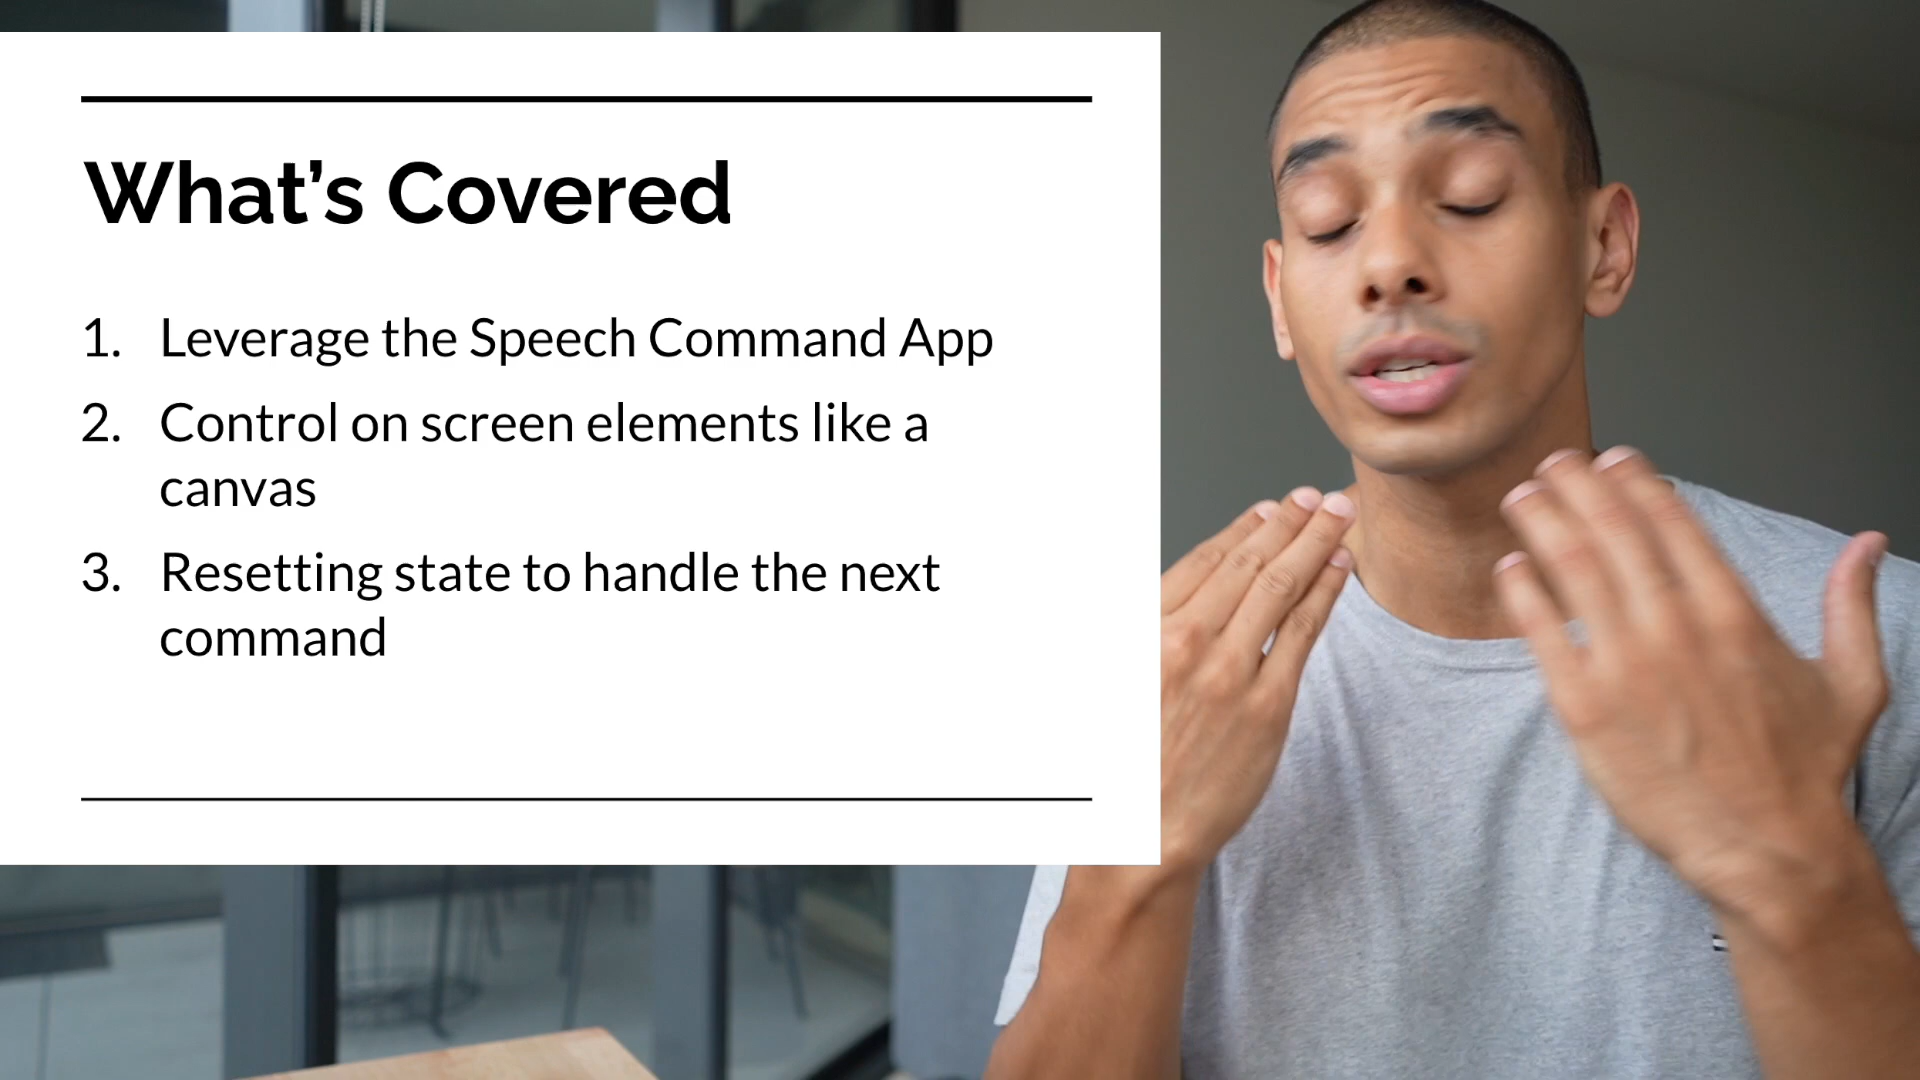 What’s Covered
1. Leverage the Speech Command App
2. Control on screen elements like a
canvas
3. Resetting state to handle the next
command